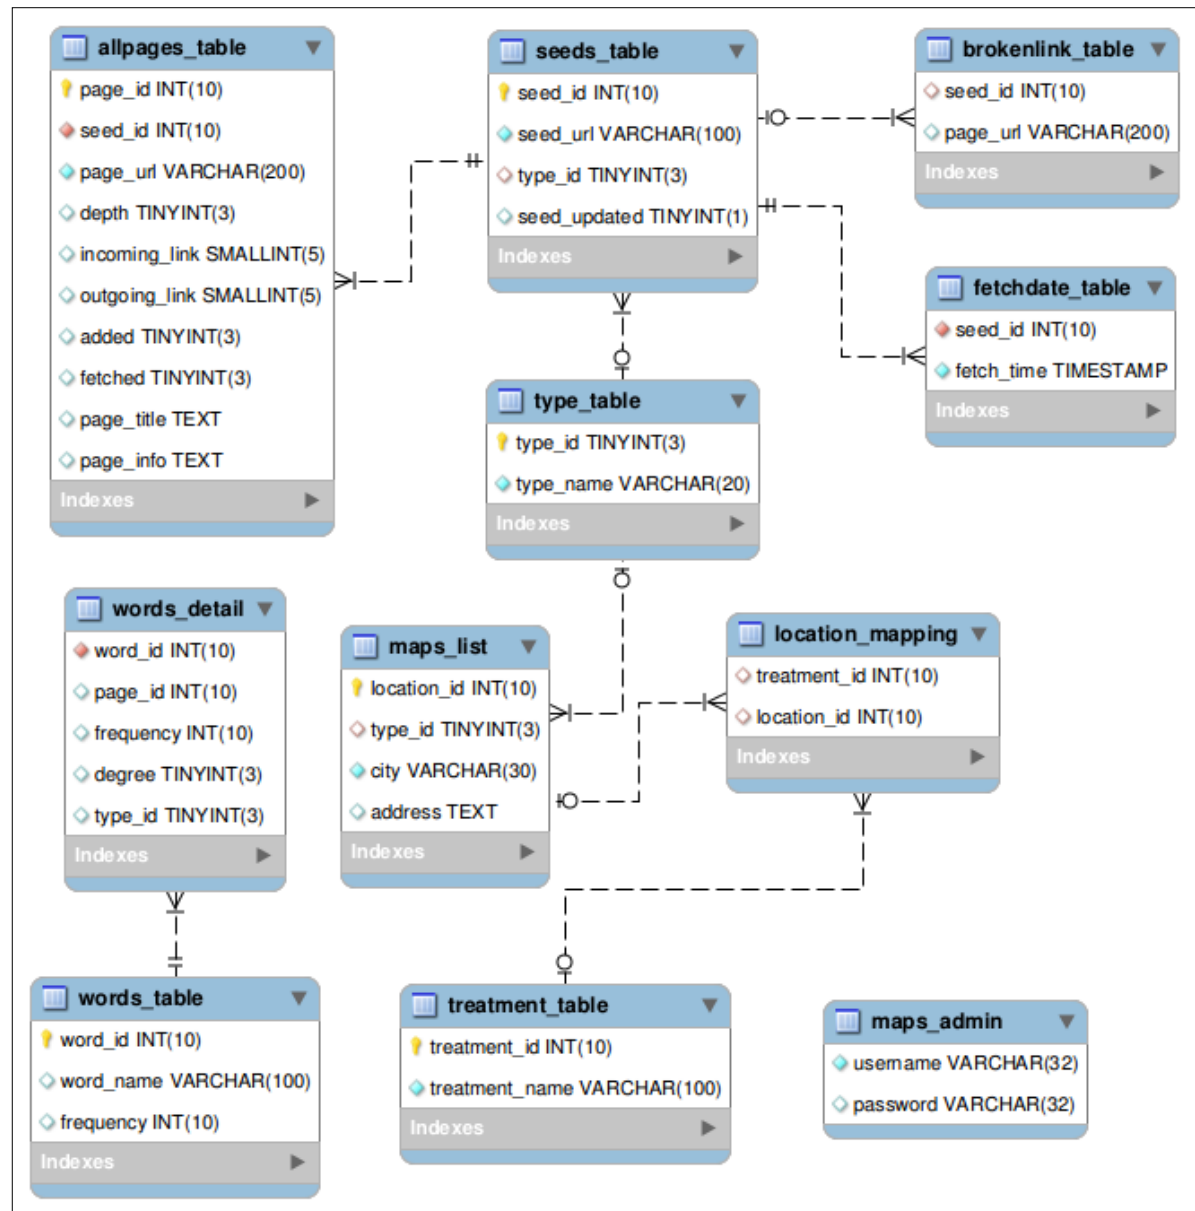 allpages_table
page_id INT(10)
seed_id INT(10)
page_url VARCHAR(200)
depth TINYINT(3)
incoming_link SMALLINT(5)
outgoing_link SMALLINT(5)
added TINYINT(3)
fetched TINYINT(3)
page_title TEXT
page_info TEXT
Indexes
seeds_table
seed_id INT(10)
seed_url VARCHAR(100)
type_id TINYINT(3)
seed_updated TINYINT(1)
Indexes
brokenlink_table
seed_id INT(10)
page_url VARCHAR(200)
Indexes
fetchdate_table
seed_id INT(10)
fetch_time TIMESTAMP
Indexes
type_table
type_id TINYINT(3)
type_name VARCHAR(20)
Indexes
words_detail
word_id INT(10)
page_id INT(10)
frequency INT(10)
degree TINYINT(3)
type_id TINYINT(3)
Indexes
maps_list
location_id INT(10)
type_id TINYINT(3)
city VARCHAR(30)
address TEXT
Indexes
location_mapping
treatment_id INT(10)
location_id INT(10)
Indexes
words_table
word_id INT(10)
word_name VARCHAR(100)
frequency INT(10)
Indexes
treatment_table
treatment_id INT(10)
treatment_name VARCHAR(100)
Indexes
maps_admin
username VARCHAR(32)
password VARCHAR(32)